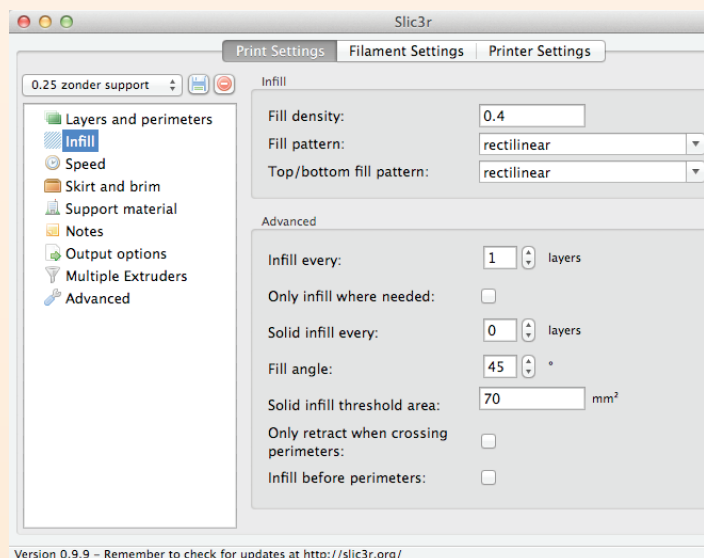 Slic3r
Print Settings Filament Settings Printer Settings
0.25 zonder support
Layers and perimeters
Infill
Speed
Skirt and brim
Support material
Notes
Output options
Multiple Extruders
Advanced
Infill
Fill density: 0.4
Fill pattern: rectilinear
Top/bottom fill pattern: rectilinear
Advanced
Infill every: 1 layers
Only infill where needed:
Solid infill every: 0 layers
Fill angle: 45 °
Solid infill threshold area: 70 mm²
Only retract when crossing
perimeters:
Infill before perimeters:
Version 0.9.9 – Remember to check for updates at http://slic3r.org/